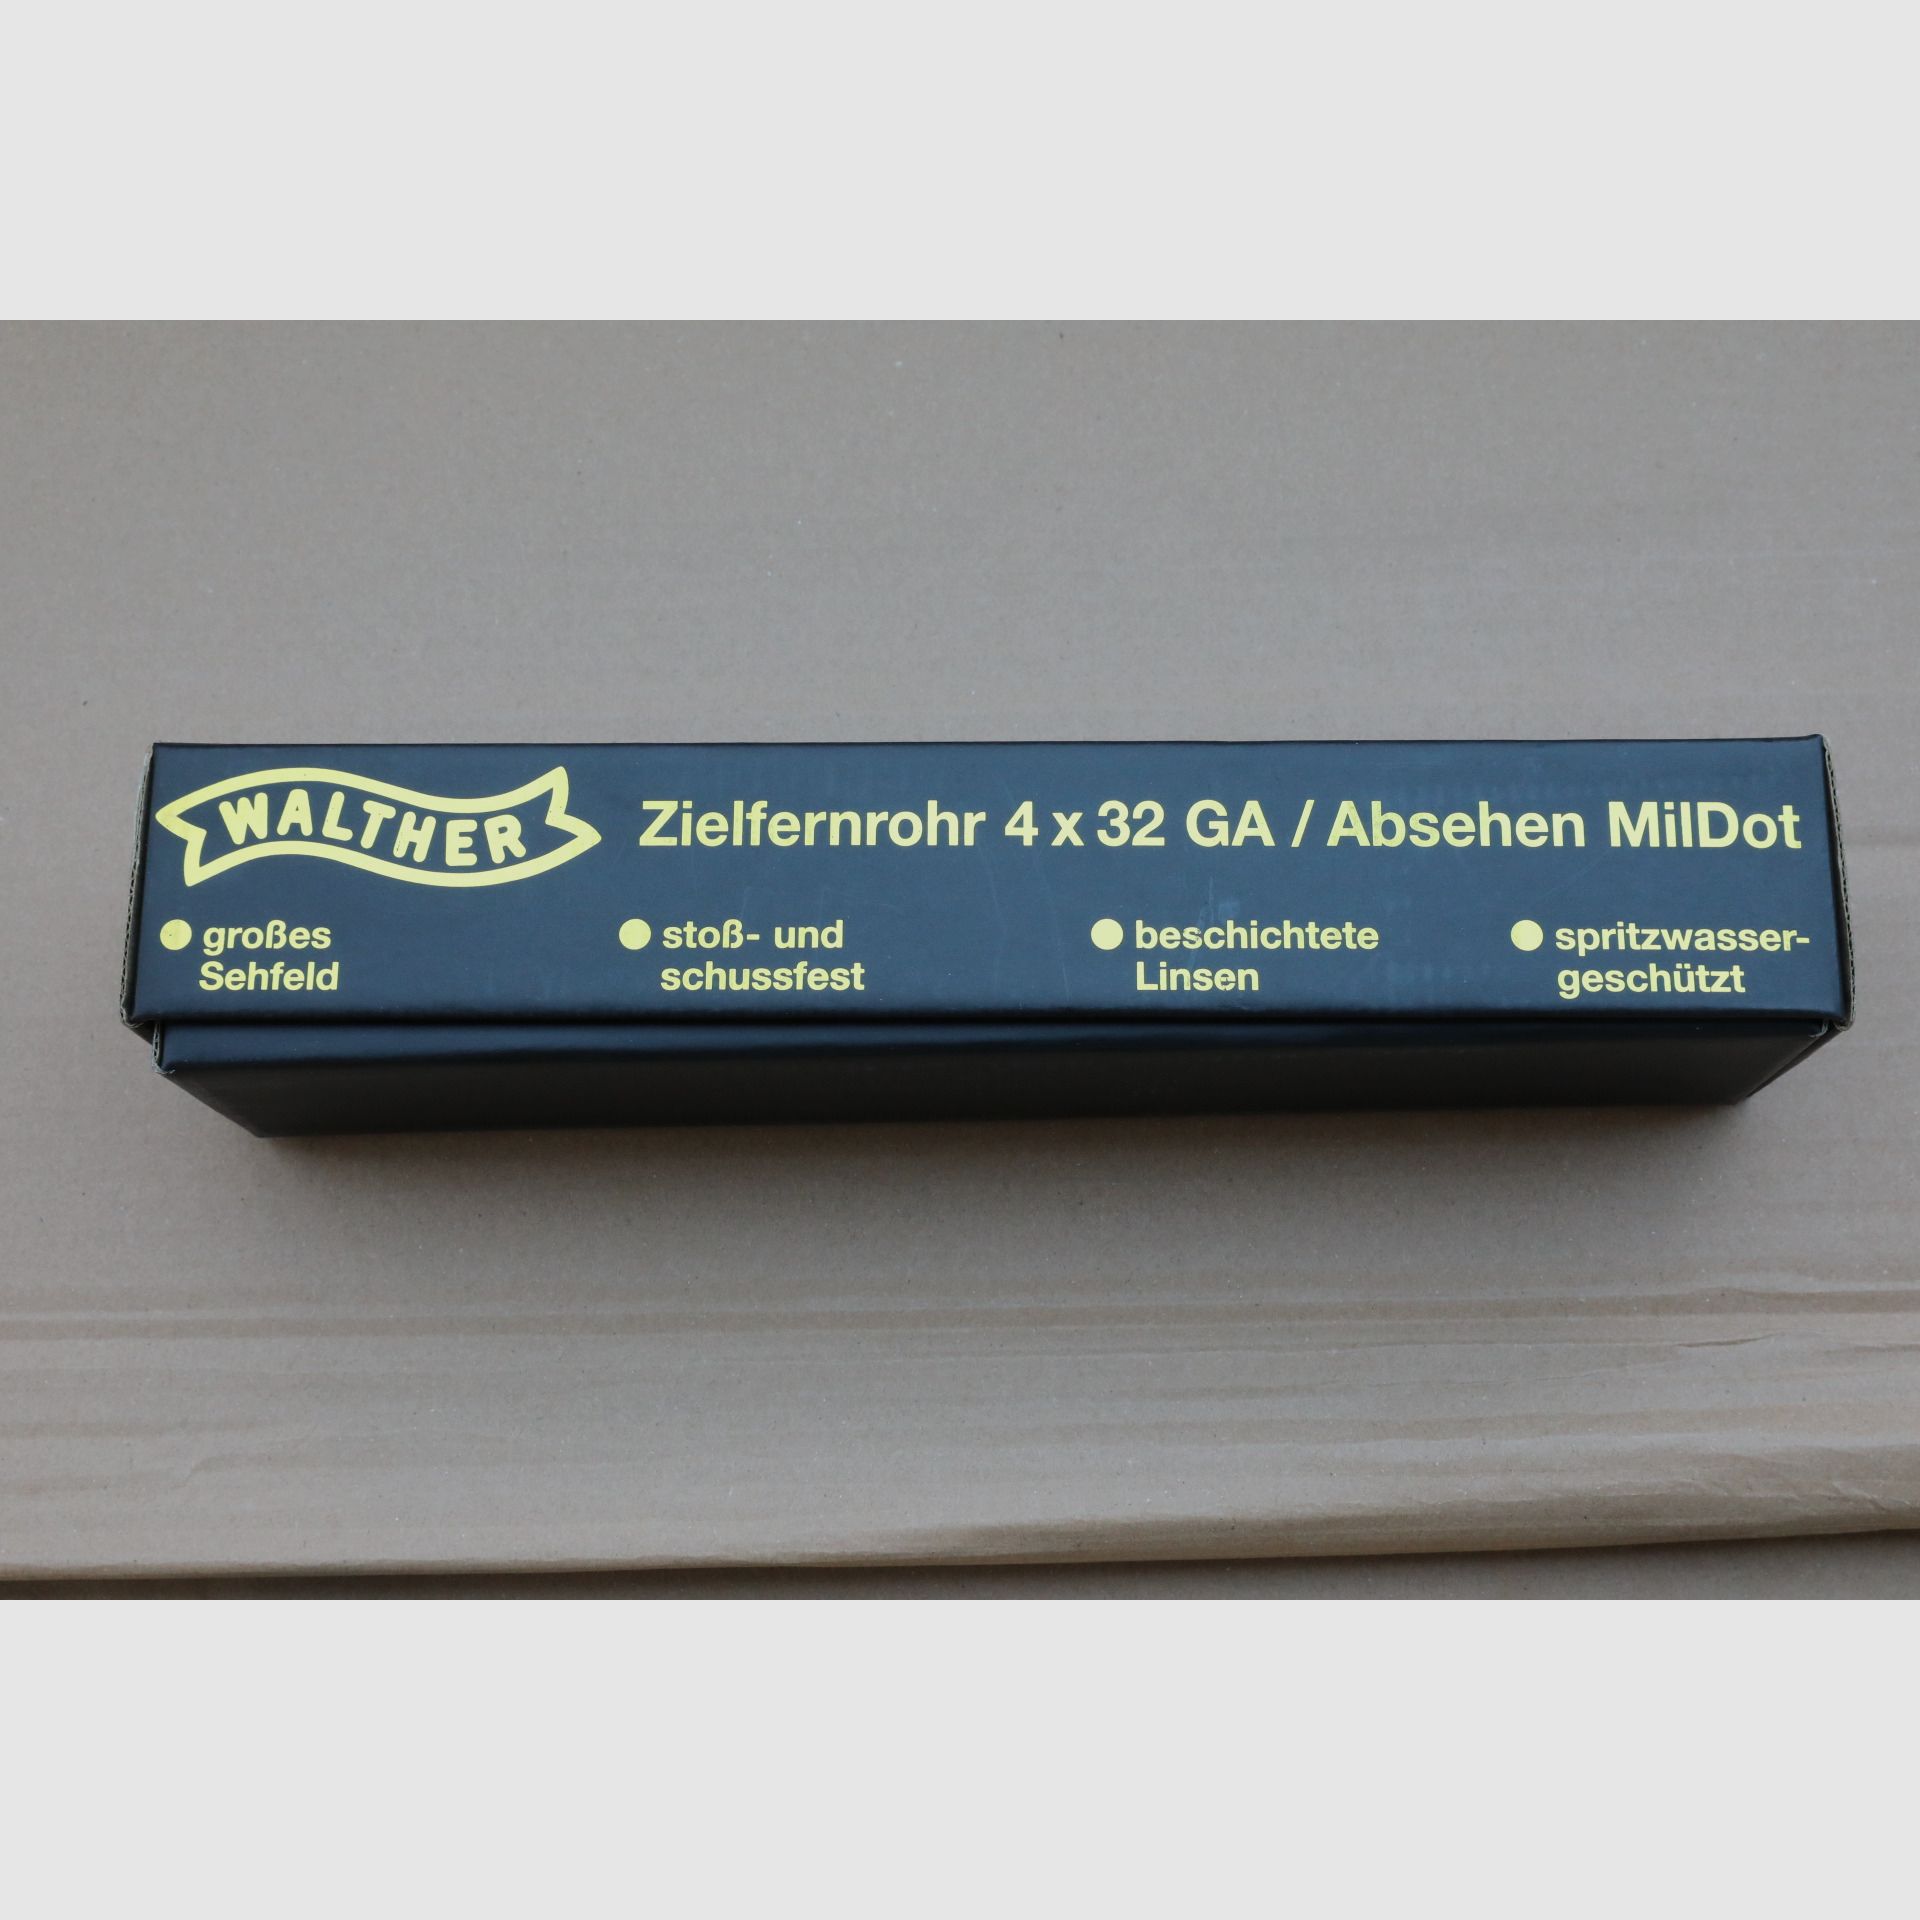 WALTHER
Zielfernrohr 4 x 32 GA / Absehen MilDot
großes
Sehfeld
stoß- und
schussfest
beschichtete
Linsen
spritzwasser-
geschützt